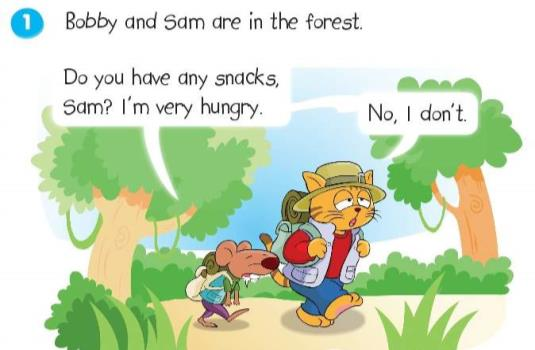 1 Bobby and Sam are in the forest.
Do you have any snacks,
Sam? I'm very hungry.
No, I don't.